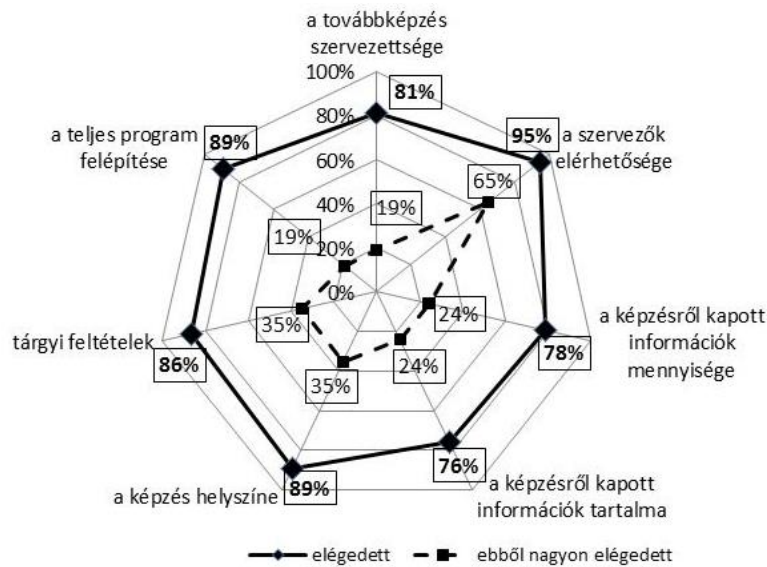 a továbbképzés
szervezettsége
100%
81%
80%
a teljes program
felépítése
89%
95%
a szervezők
elérhetősége
60%
65%
40%
19%
19%
20%
0%
tárgyi feltételek
86%
35%
24%
a képzésről kapott
információk
mennyisége
78%
35%
24%
a képzés helyszíne
89%
76%
a képzésről kapott
információk tartalma
elégedett
ebből nagyon elégedett